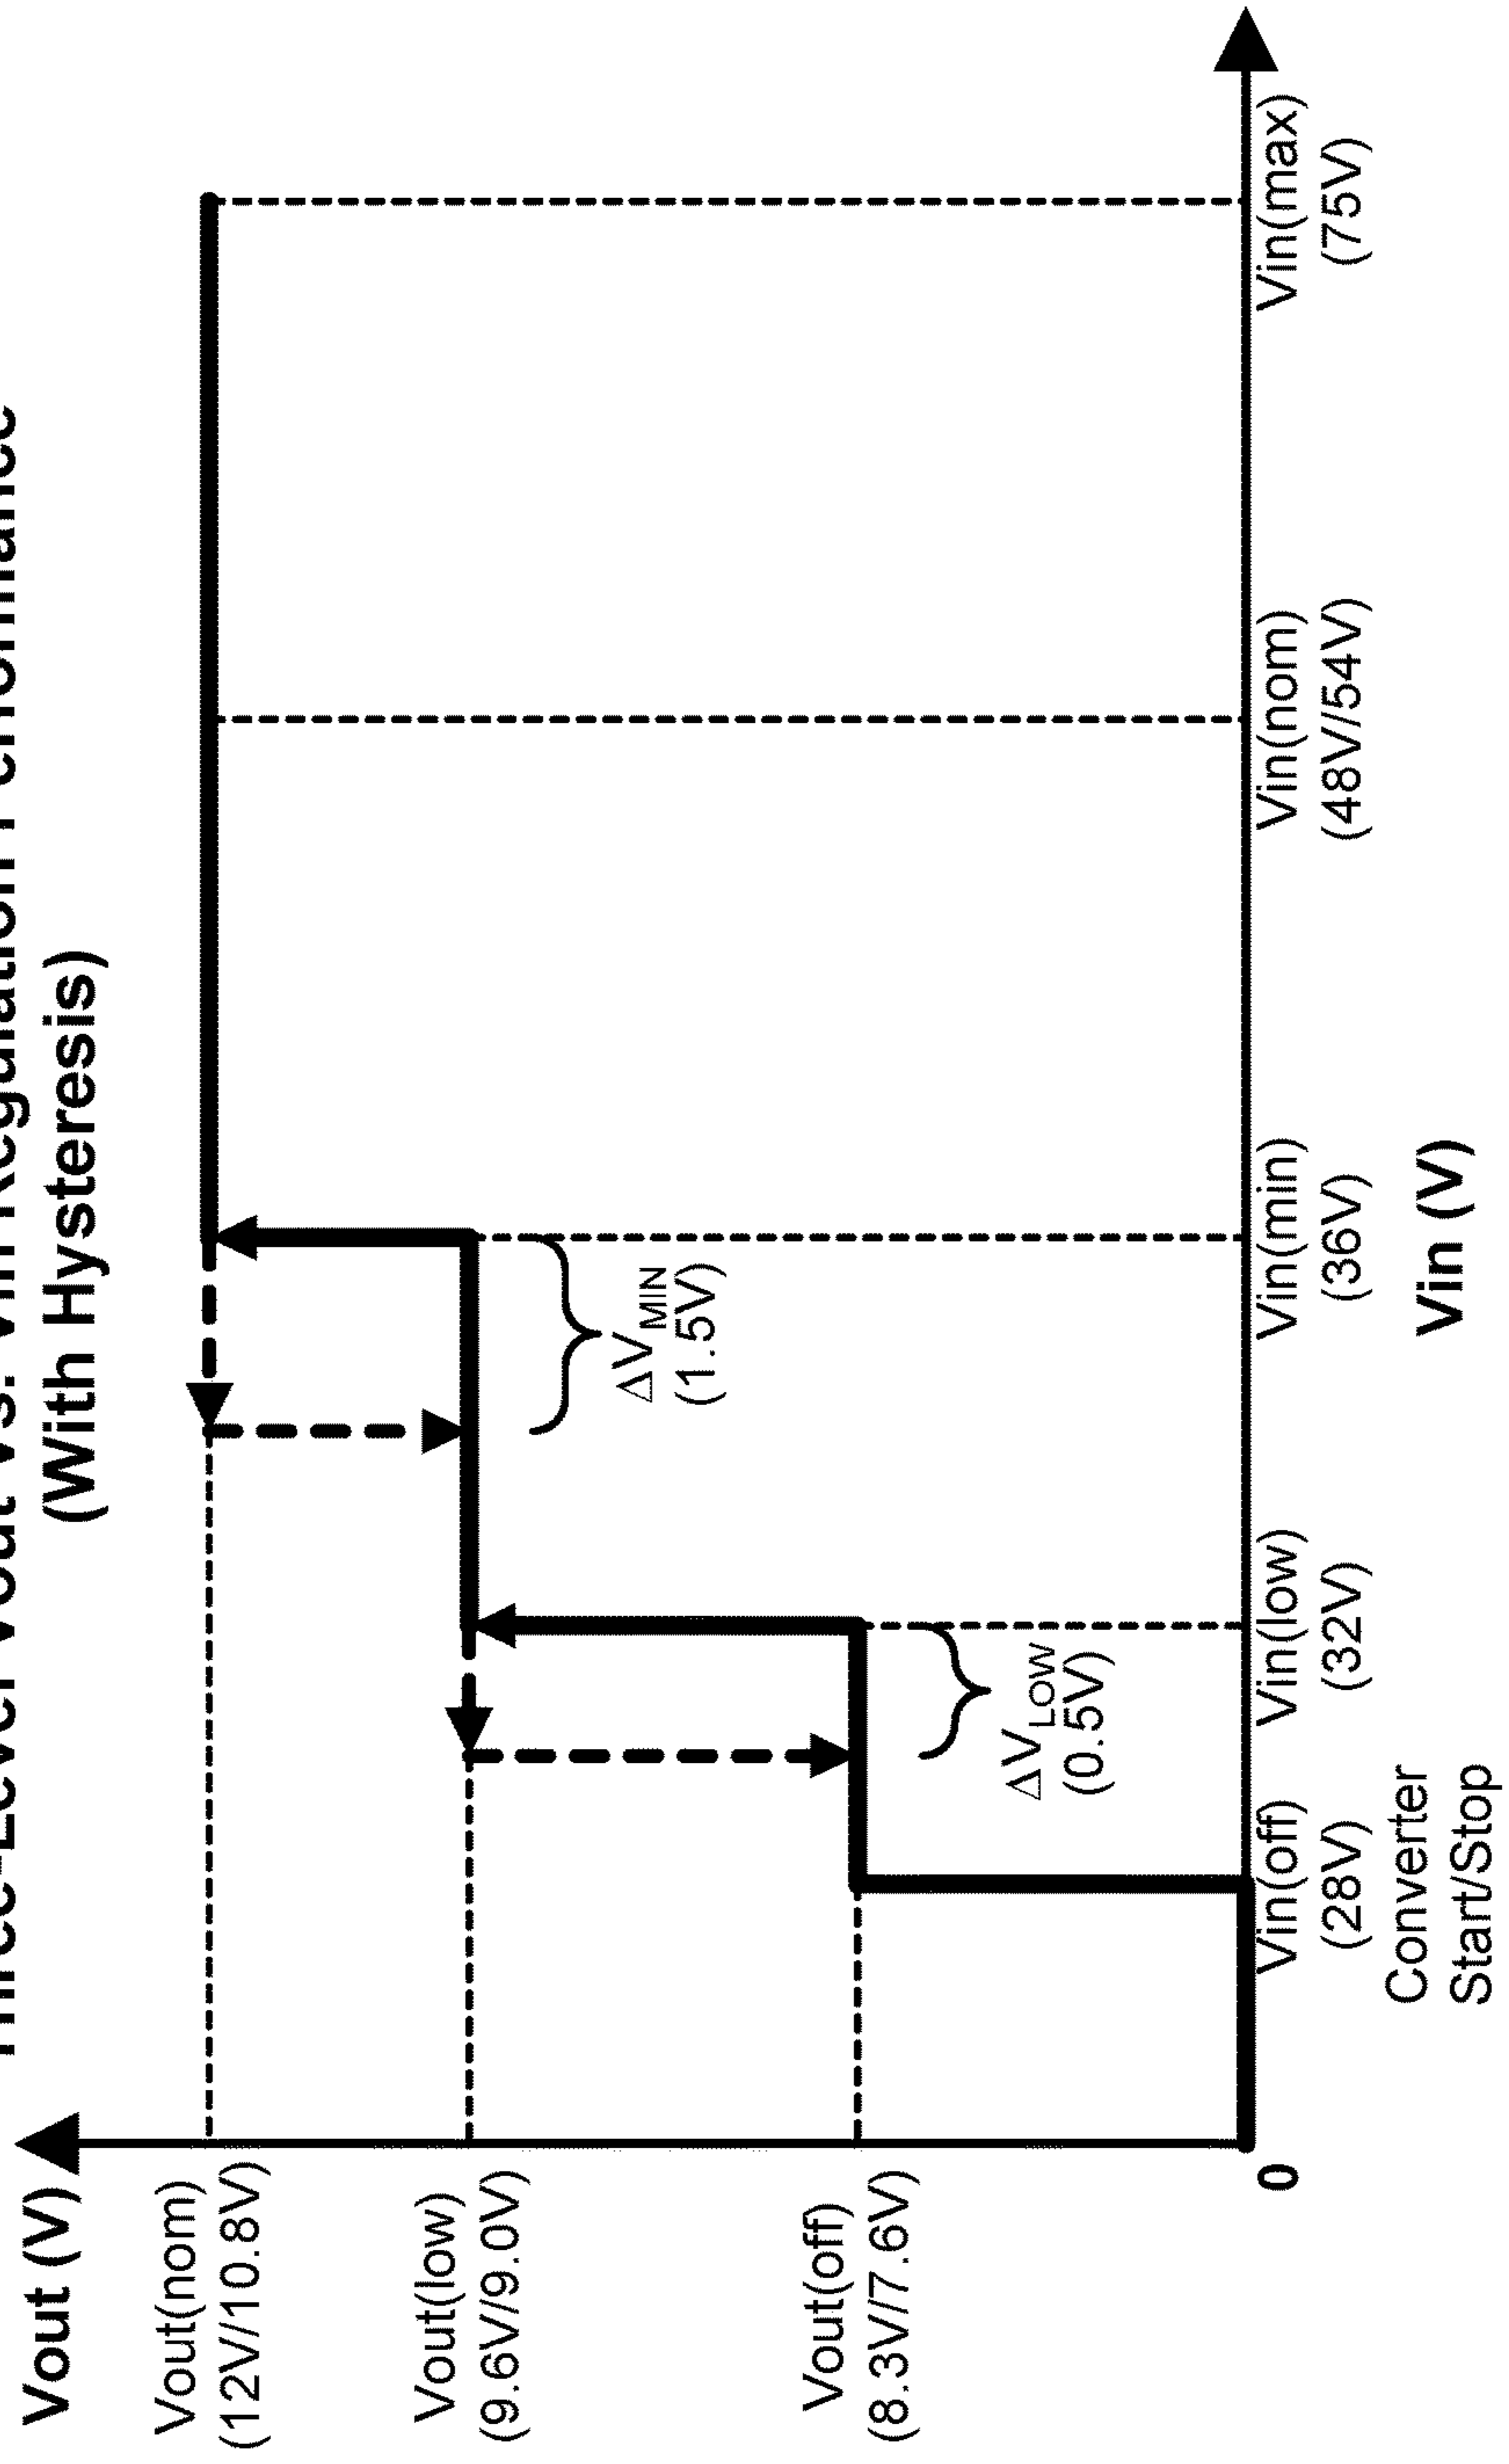 Three-Level Vout vs. Vin Regulation Performance
(With Hysteresis)
Vout (V)
Vout(nom)
(12V/10.8V)
Vout(low)
(9.6V/9.0V)
Vout(off)
(8.3V/7.6V)
0
ΔVMIN
(1.5V)
ΔVLOW
(0.5V)
Vin(off)
(28V)
Converter
Start/Stop
Vin(low)
(32V)
Vin(min)
(36V)
Vin(nom)
(48V/54V)
Vin(max)
(75V)
Vin (V)